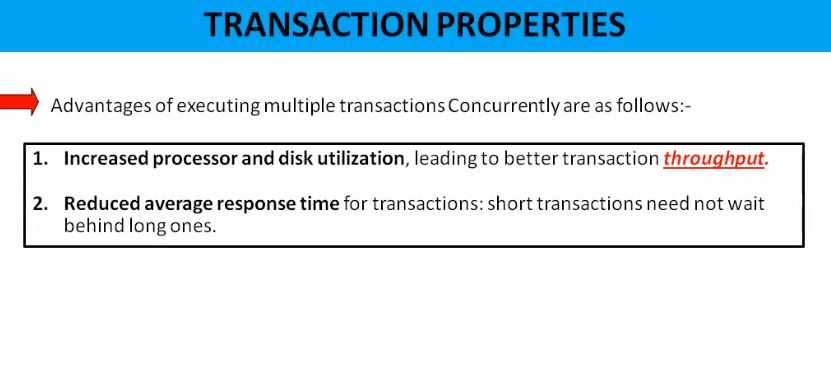 TRANSACTION PROPERTIES
Advantages of executing multiple transactions Concurrently are as follows:-
1. Increased processor and disk utilization, leading to better transaction throughput.
2. Reduced average response time for transactions: short transactions need not wait
behind long ones.